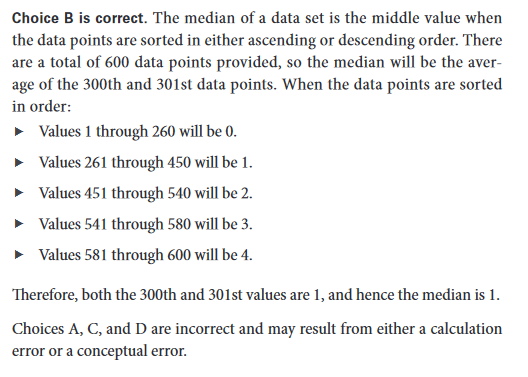 Choice B is correct. The median of a data set is the middle value when
the data points are sorted in either ascending or descending order. There
are a total of 600 data points provided, so the median will be the aver-
age of the 300th and 301st data points. When the data points are sorted
in order:
▶ Values 1 through 260 will be 0.
▶ Values 261 through 450 will be 1.
▶ Values 451 through 540 will be 2.
▶ Values 541 through 580 will be 3.
▶ Values 581 through 600 will be 4.
Therefore, both the 300th and 301st values are 1, and hence the median is 1.
Choices A, C, and D are incorrect and may result from either a calculation
error or a conceptual error.